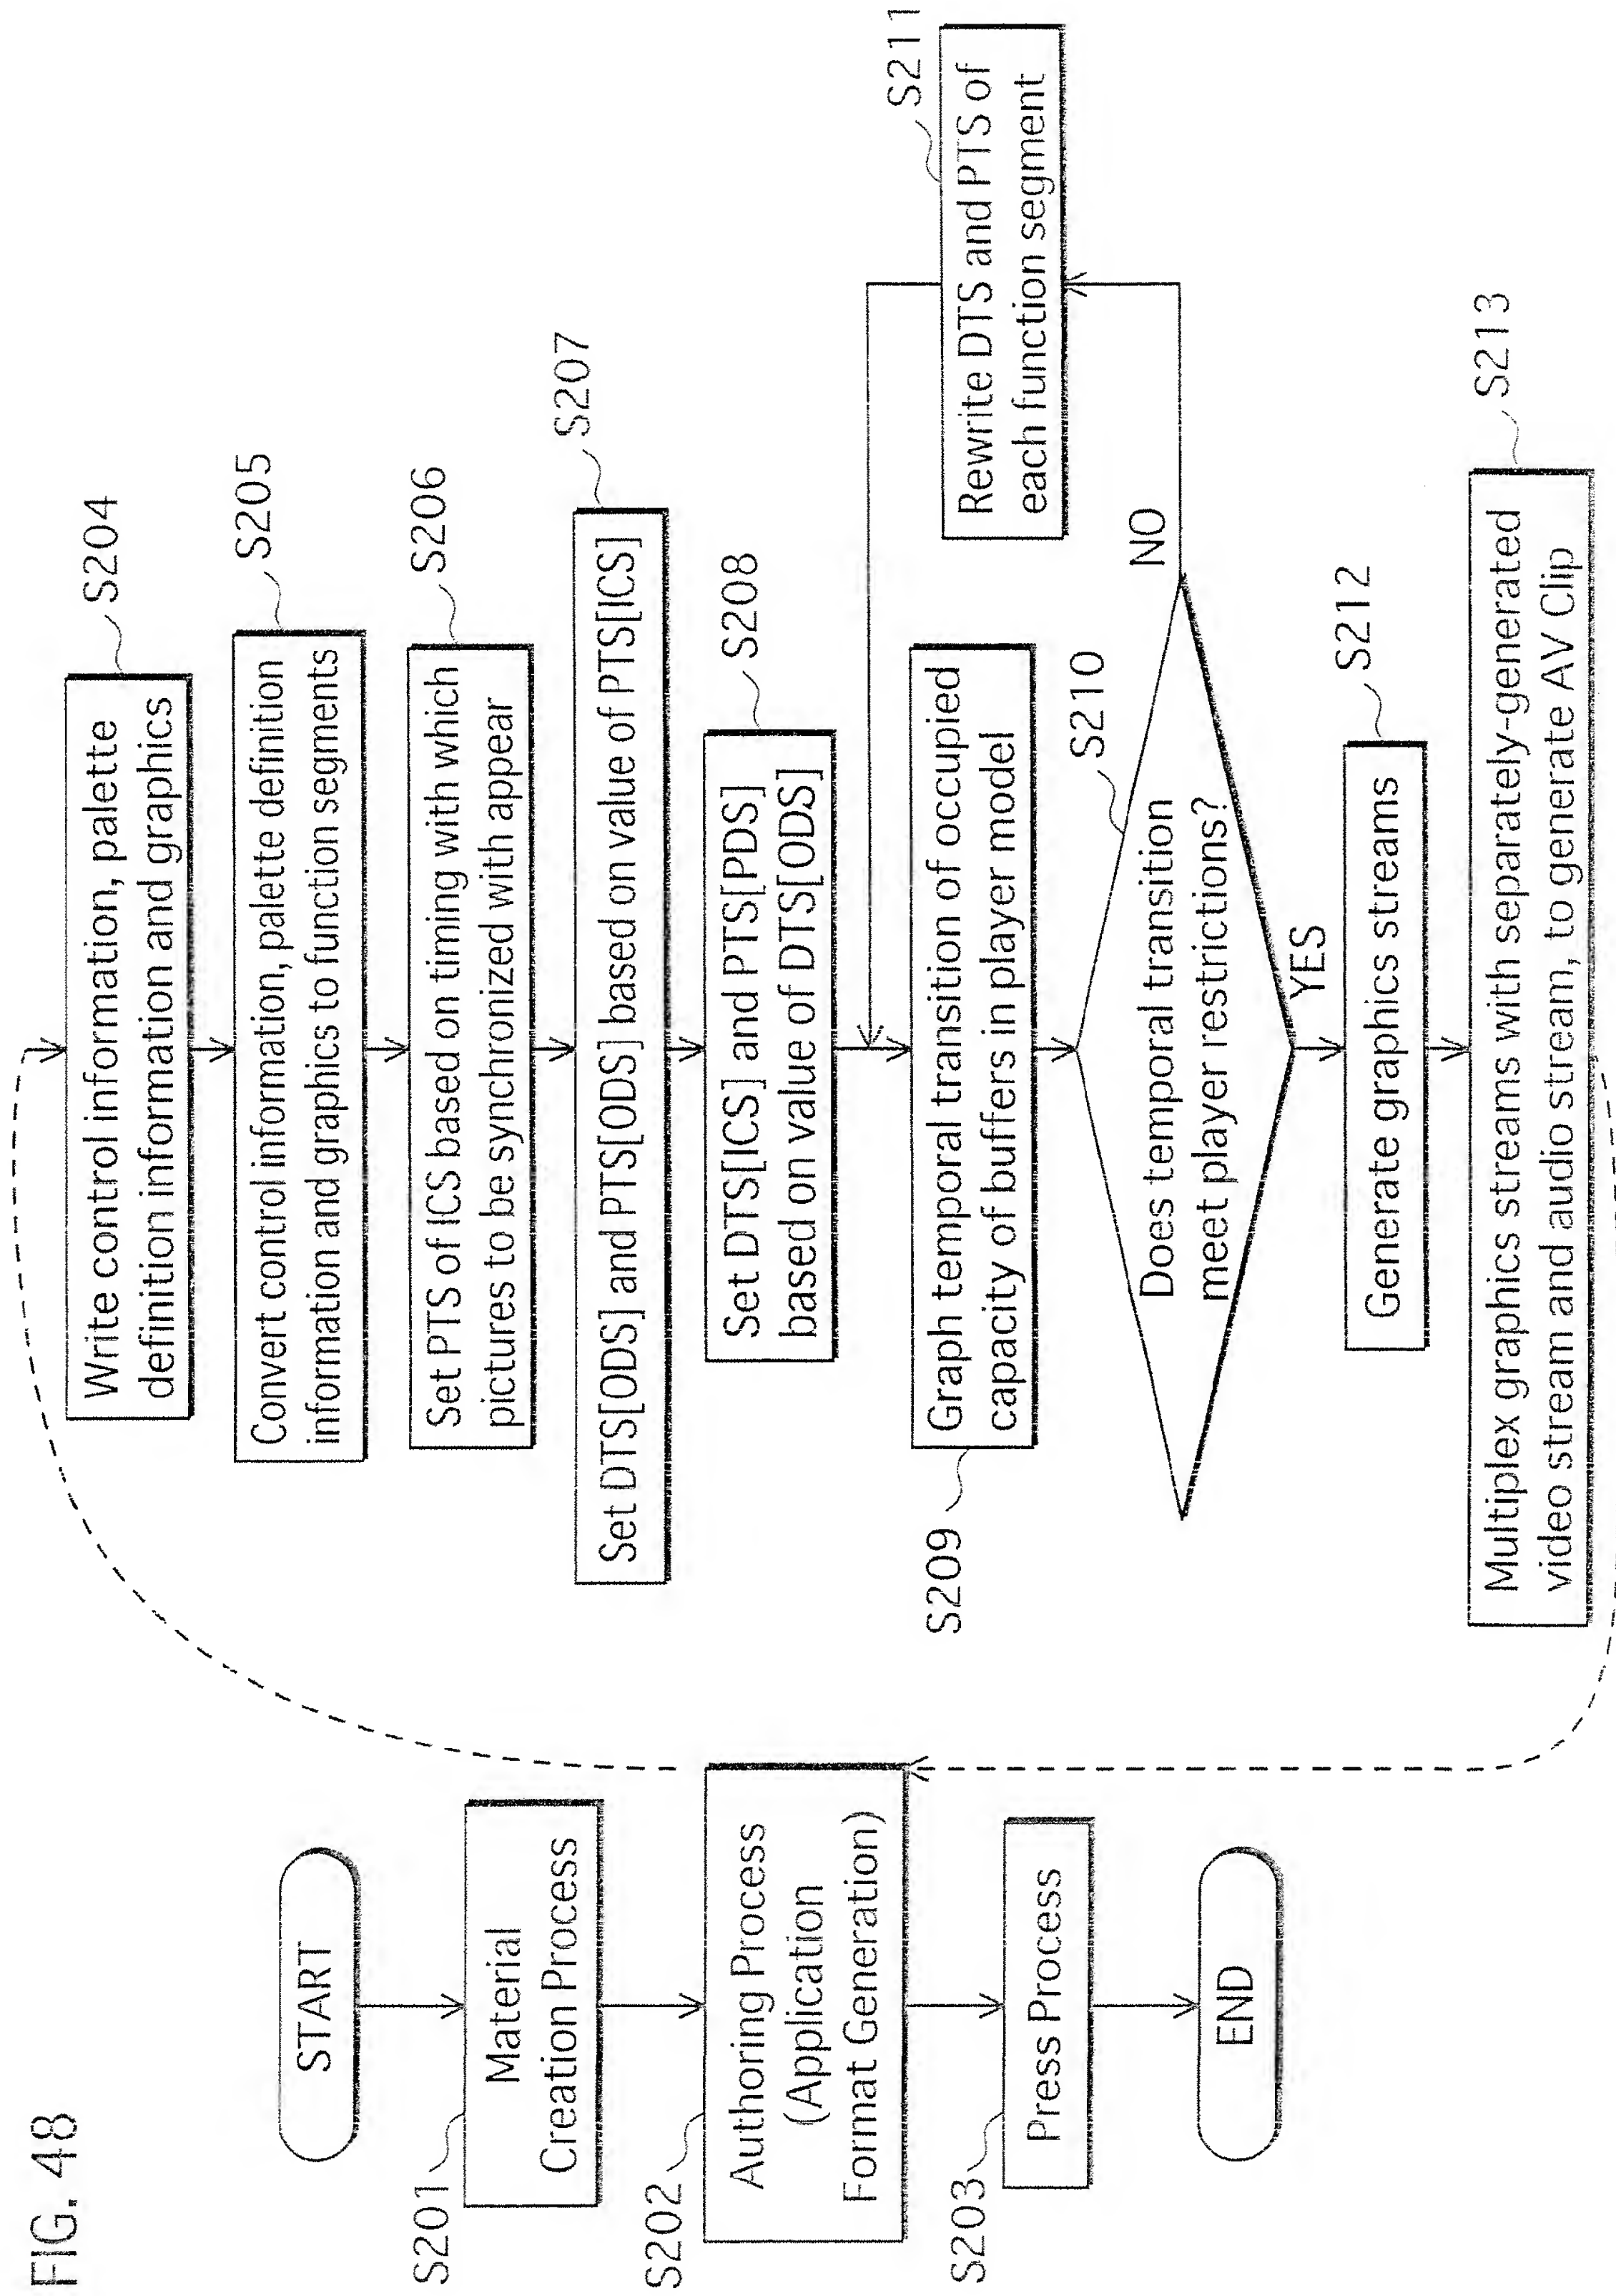 FIG. 48
START
S201
Material
Creation Process
S202
Authoring Process
(Application
Format Generation)
S203
Press Process
END
S204
Write control information, palette
definition information and graphics
S205
Convert control information, palette definition
information and graphics to function segments
S206
Set PTS of ICS based on timing with which
pictures to be synchronized with appear
S207
Set DTS[ODS] and PTS[ODS] based on value of PTS[ICS]
S208
Set DTS[ICS] and PTS[PDS]
based on value of DTS[ODS]
S209
Graph temporal transition of occupied
capacity of buffers in player model
S210
Does temporal transition
meet player restrictions?
NO
S211
Rewrite DTS and PTS of
each function segment
YES
S212
Generate graphics streams
S213
Multiplex graphics streams with separately-generated
video stream and audio stream, to generate AV Clip